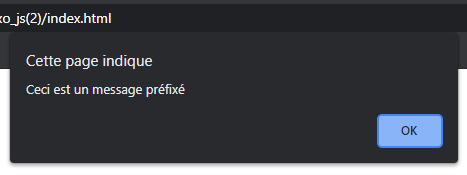 xo_js(2)/index.html
Cette page indique
Ceci est un message préfixé
OK